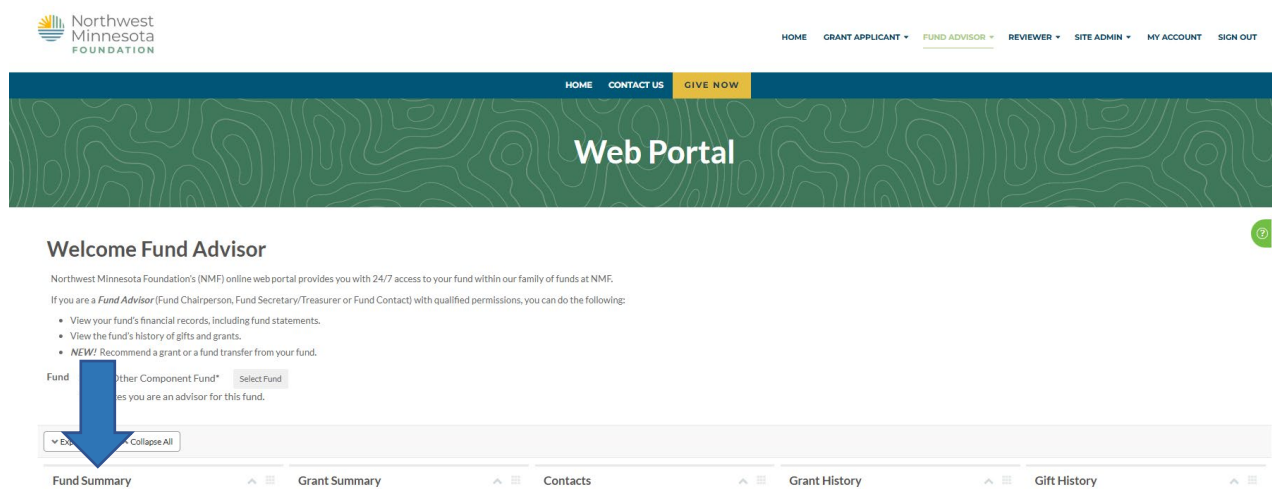 Northwest
Minnesota
FOUNDATION
HOME GRANT APPLICANT FUND ADVISOR REVIEWER SITE ADMIN MY ACCOUNT SIGN OUT
HOME CONTACT US GIVE NOW
Web Portal
Welcome Fund Advisor
Northwest Minnesota Foundation's (NMF) online web portal provides you with 24/7 access to your fund within our family of funds at NMF.
If you are a Fund Advisor (Fund Chairperson, Fund Secretary/Treasurer or Fund Contact) with qualified permissions, you can do the following:
• View your fund's financial records, including fund statements.
• View the fund's history of gifts and grants.
• NEW! Recommend a grant or a fund transfer from your fund.
Fund Other Component Fund* Select Fund
you are an advisor for this fund.
Collapse All
Fund Summary Grant Summary Contacts Grant History Gift History